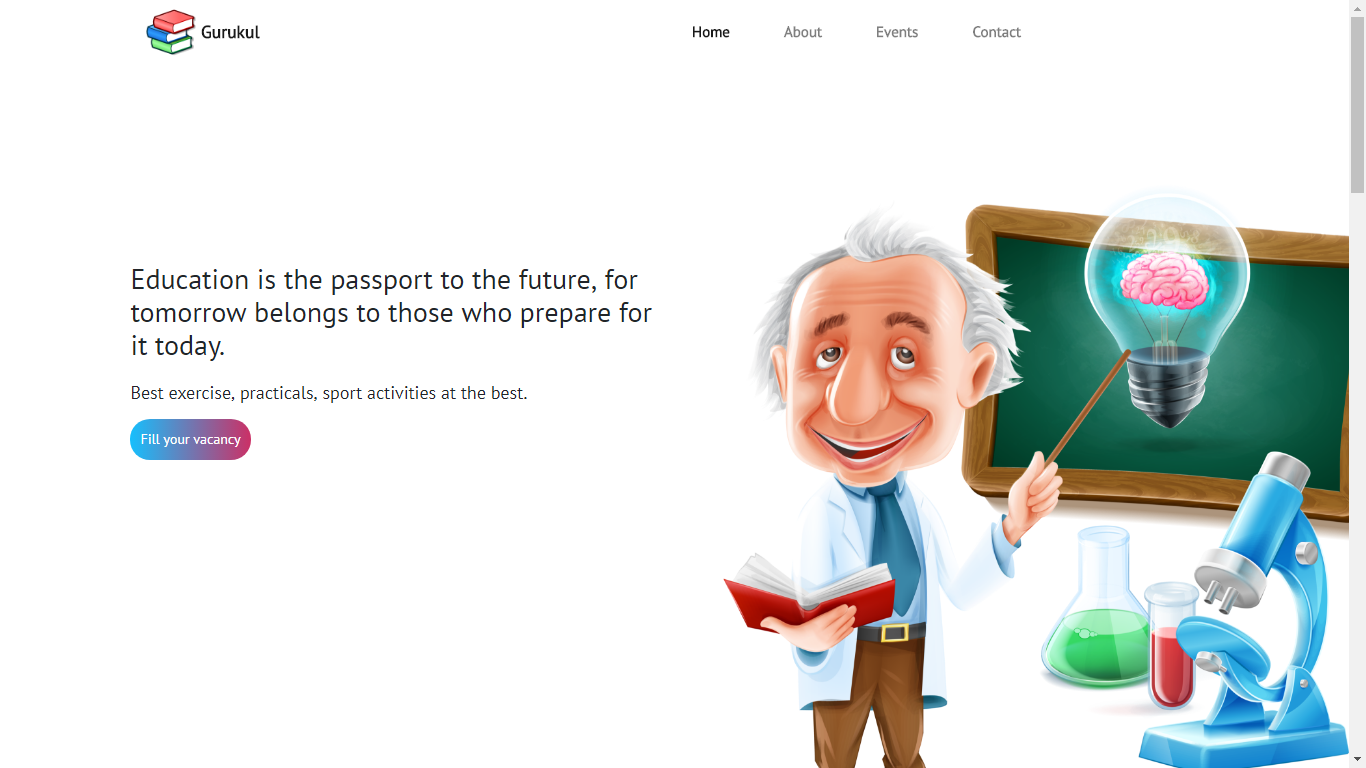 Gurukul
Home
About
Events
Contact
Education is the passport to the future, for
tomorrow belongs to those who prepare for
it today.
Best exercise, practicals, sport activities at the best.
Fill your vacancy